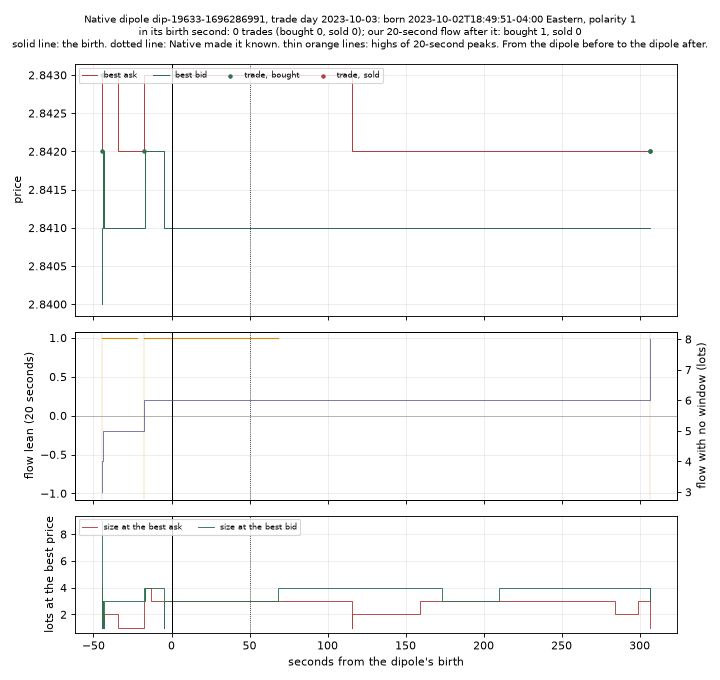 Native dipole dip-19633-1696286991, trade day 2023-10-03: born 2023-10-02T18:49:51-04:00 Eastern, polarity 1
in its birth second: 0 trades (bought 0, sold 0); our 20-second flow after it: bought 1, sold 0
solid line: the birth. dotted line: Native made it known. thin orange lines: highs of 20-second peaks. From the dipole before to the dipole after.
best ask best bid trade, bought trade, sold
2.8430
2.8425
2.8420
2.8415
2.8410
2.8405
2.8400
price
1.0
0.5
0.0
−0.5
−1.0
flow lean (20 seconds)
8
7
6
5
4
3
flow with no window (lots)
size at the best ask size at the best bid
8
6
4
2
lots at the best price
−50 0 50 100 150 200 250 300
seconds from the dipole's birth